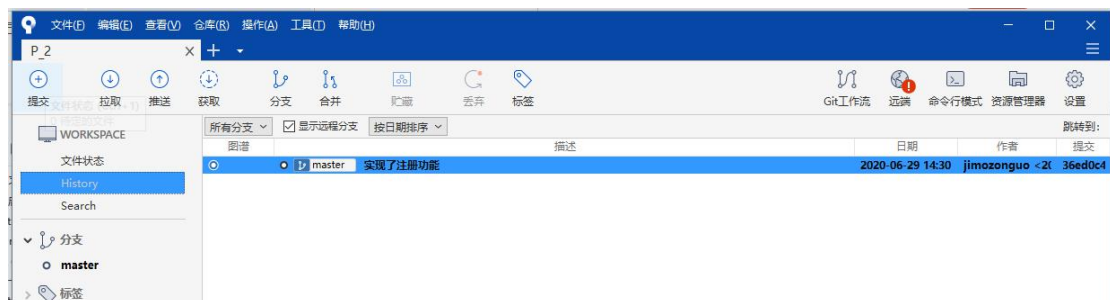 文件(F) 编辑(E) 查看(V) 仓库(R) 操作(A) 工具(T) 帮助(H)
P_2
提交 拉取 推送 获取 分支 合并 贮藏 丢弃 标签 Git工作流 远端 命令行模式 资源管理器 设置
WORKSPACE
所有分支 显示远程分支 按日期排序 跳转到:
图谱 描述 日期 作者 提交
文件状态
master 实现了注册功能 2020-06-29 14:30 jimozonguo <20 36ed0c4
History
Search
分支
master
标签